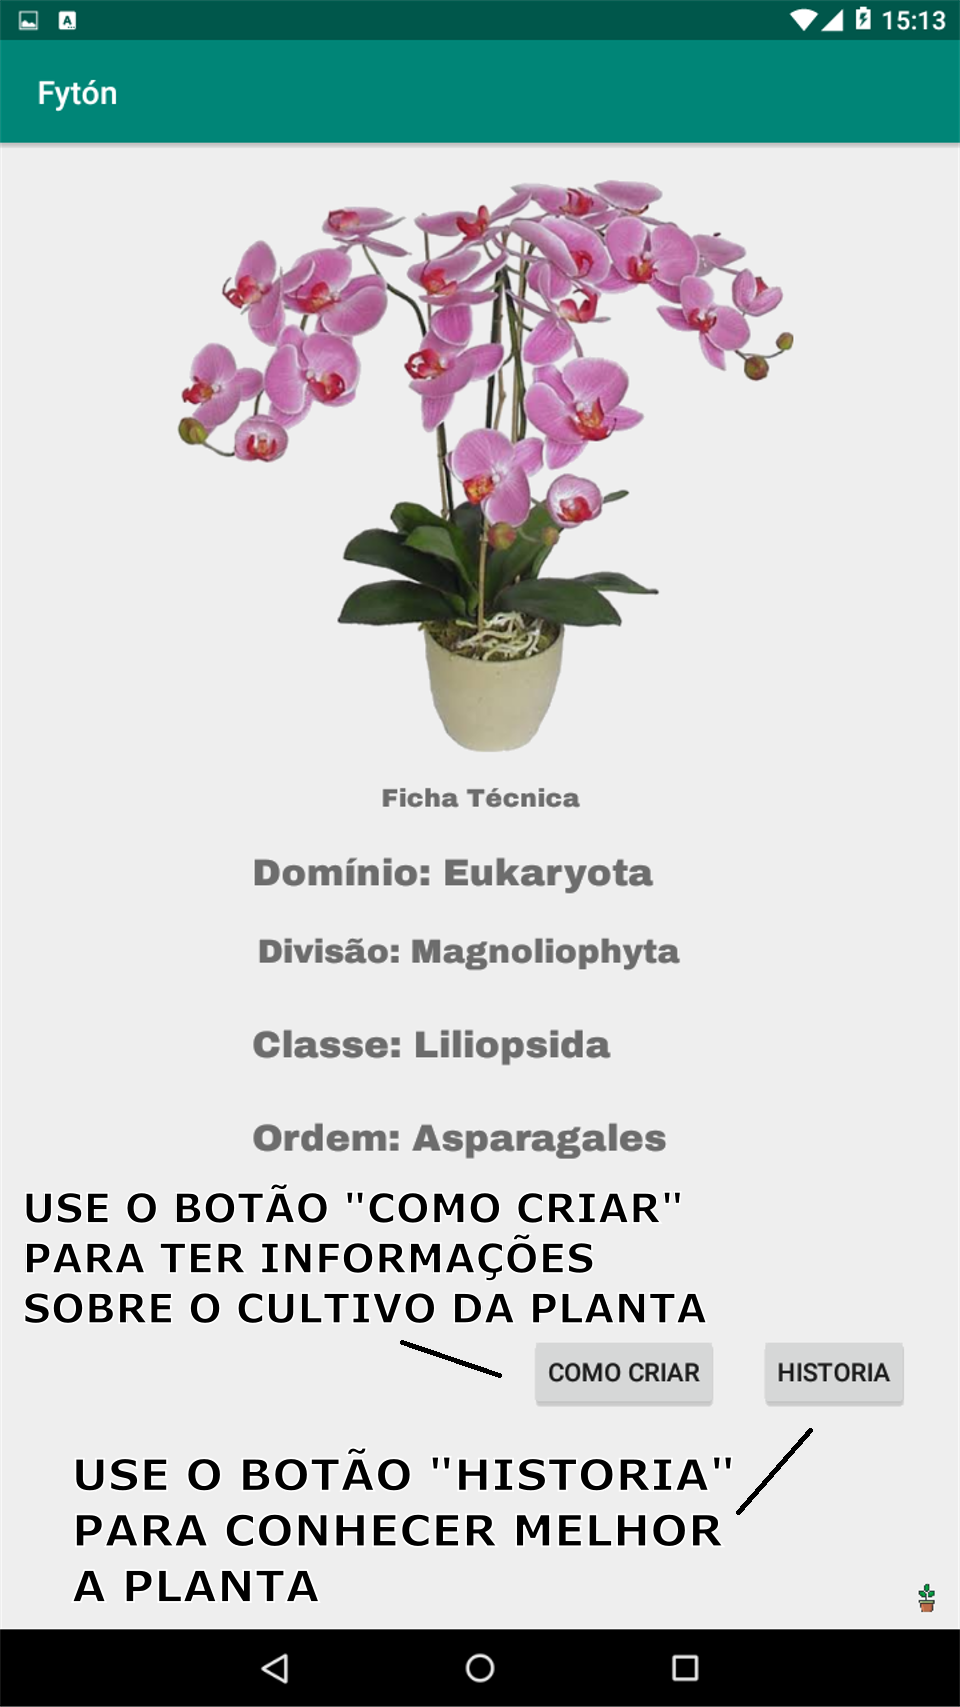 15:13
Fytón
Ficha Técnica
Domínio: Eukaryota
Divisão: Magnoliophyta
Classe: Liliopsida
Ordem: Asparagales
USE O BOTÃO "COMO CRIAR"
PARA TER INFORMAÇÕES
SOBRE O CULTIVO DA PLANTA
COMO CRIAR HISTORIA
USE O BOTÃO "HISTORIA"
PARA CONHECER MELHOR
A PLANTA